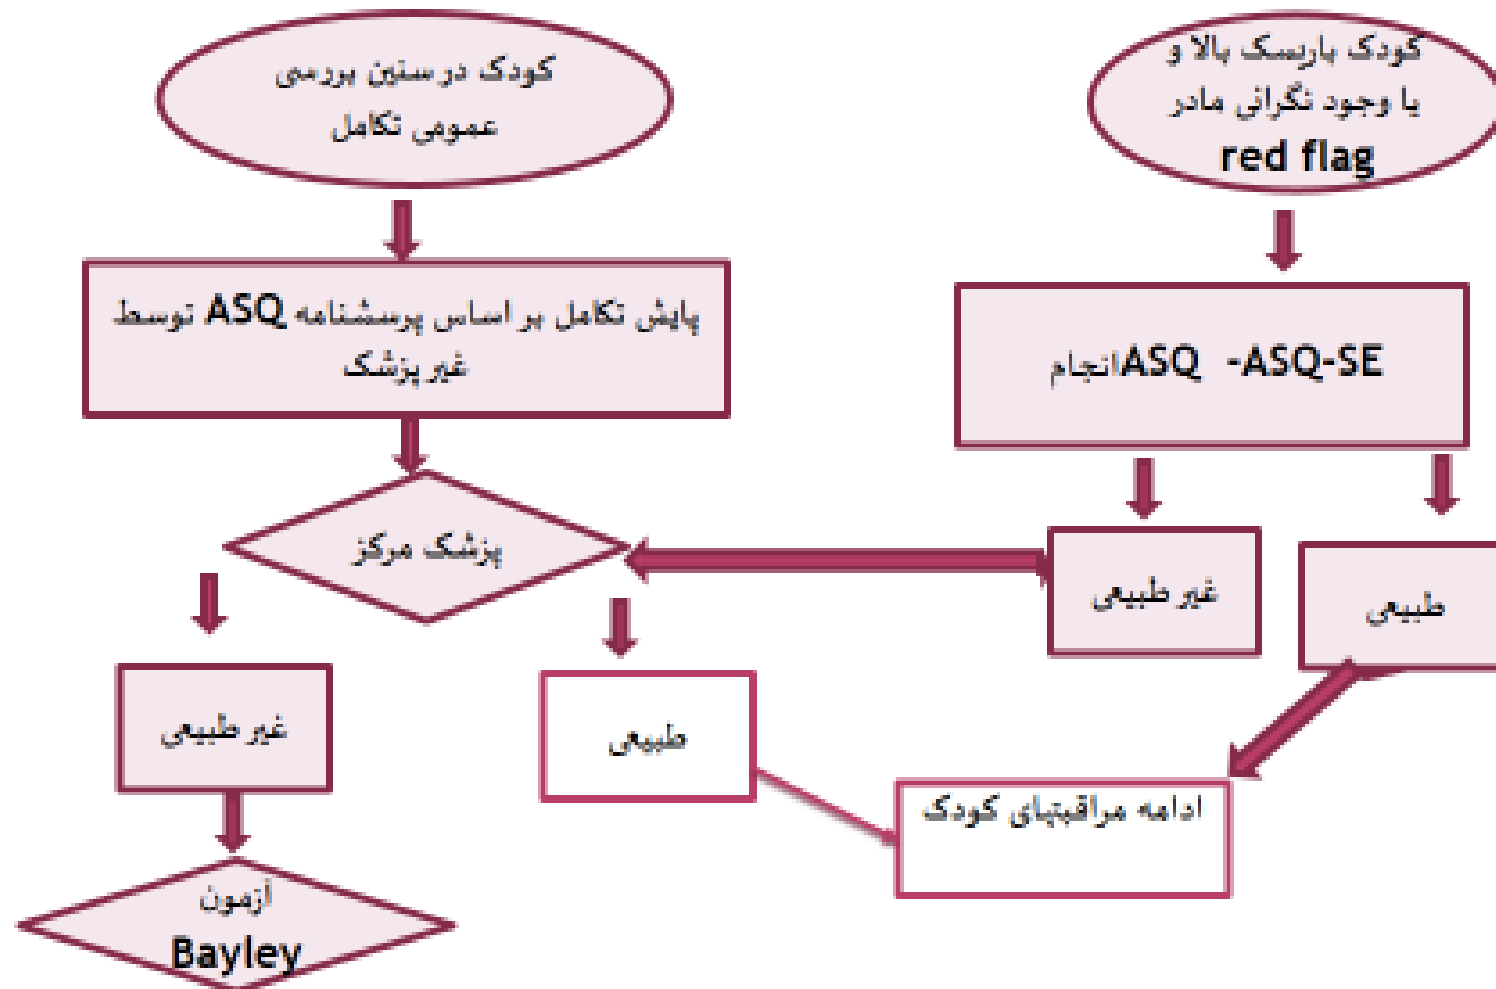 کودک در سنین بررسی
عمومی تکامل
کودک باریسک بالا و
یا وجود نگرانی مادر
red flag
پایش تکامل بر اساس پرسشنامه ASQ توسط
غیر پزشک
انجام ASQ -ASQ-SE
پزشک مرکز
غیر طبیعی
طبیعی
غیر طبیعی
طبیعی
ادامه مراقبتهای کودک
آزمون
Bayley